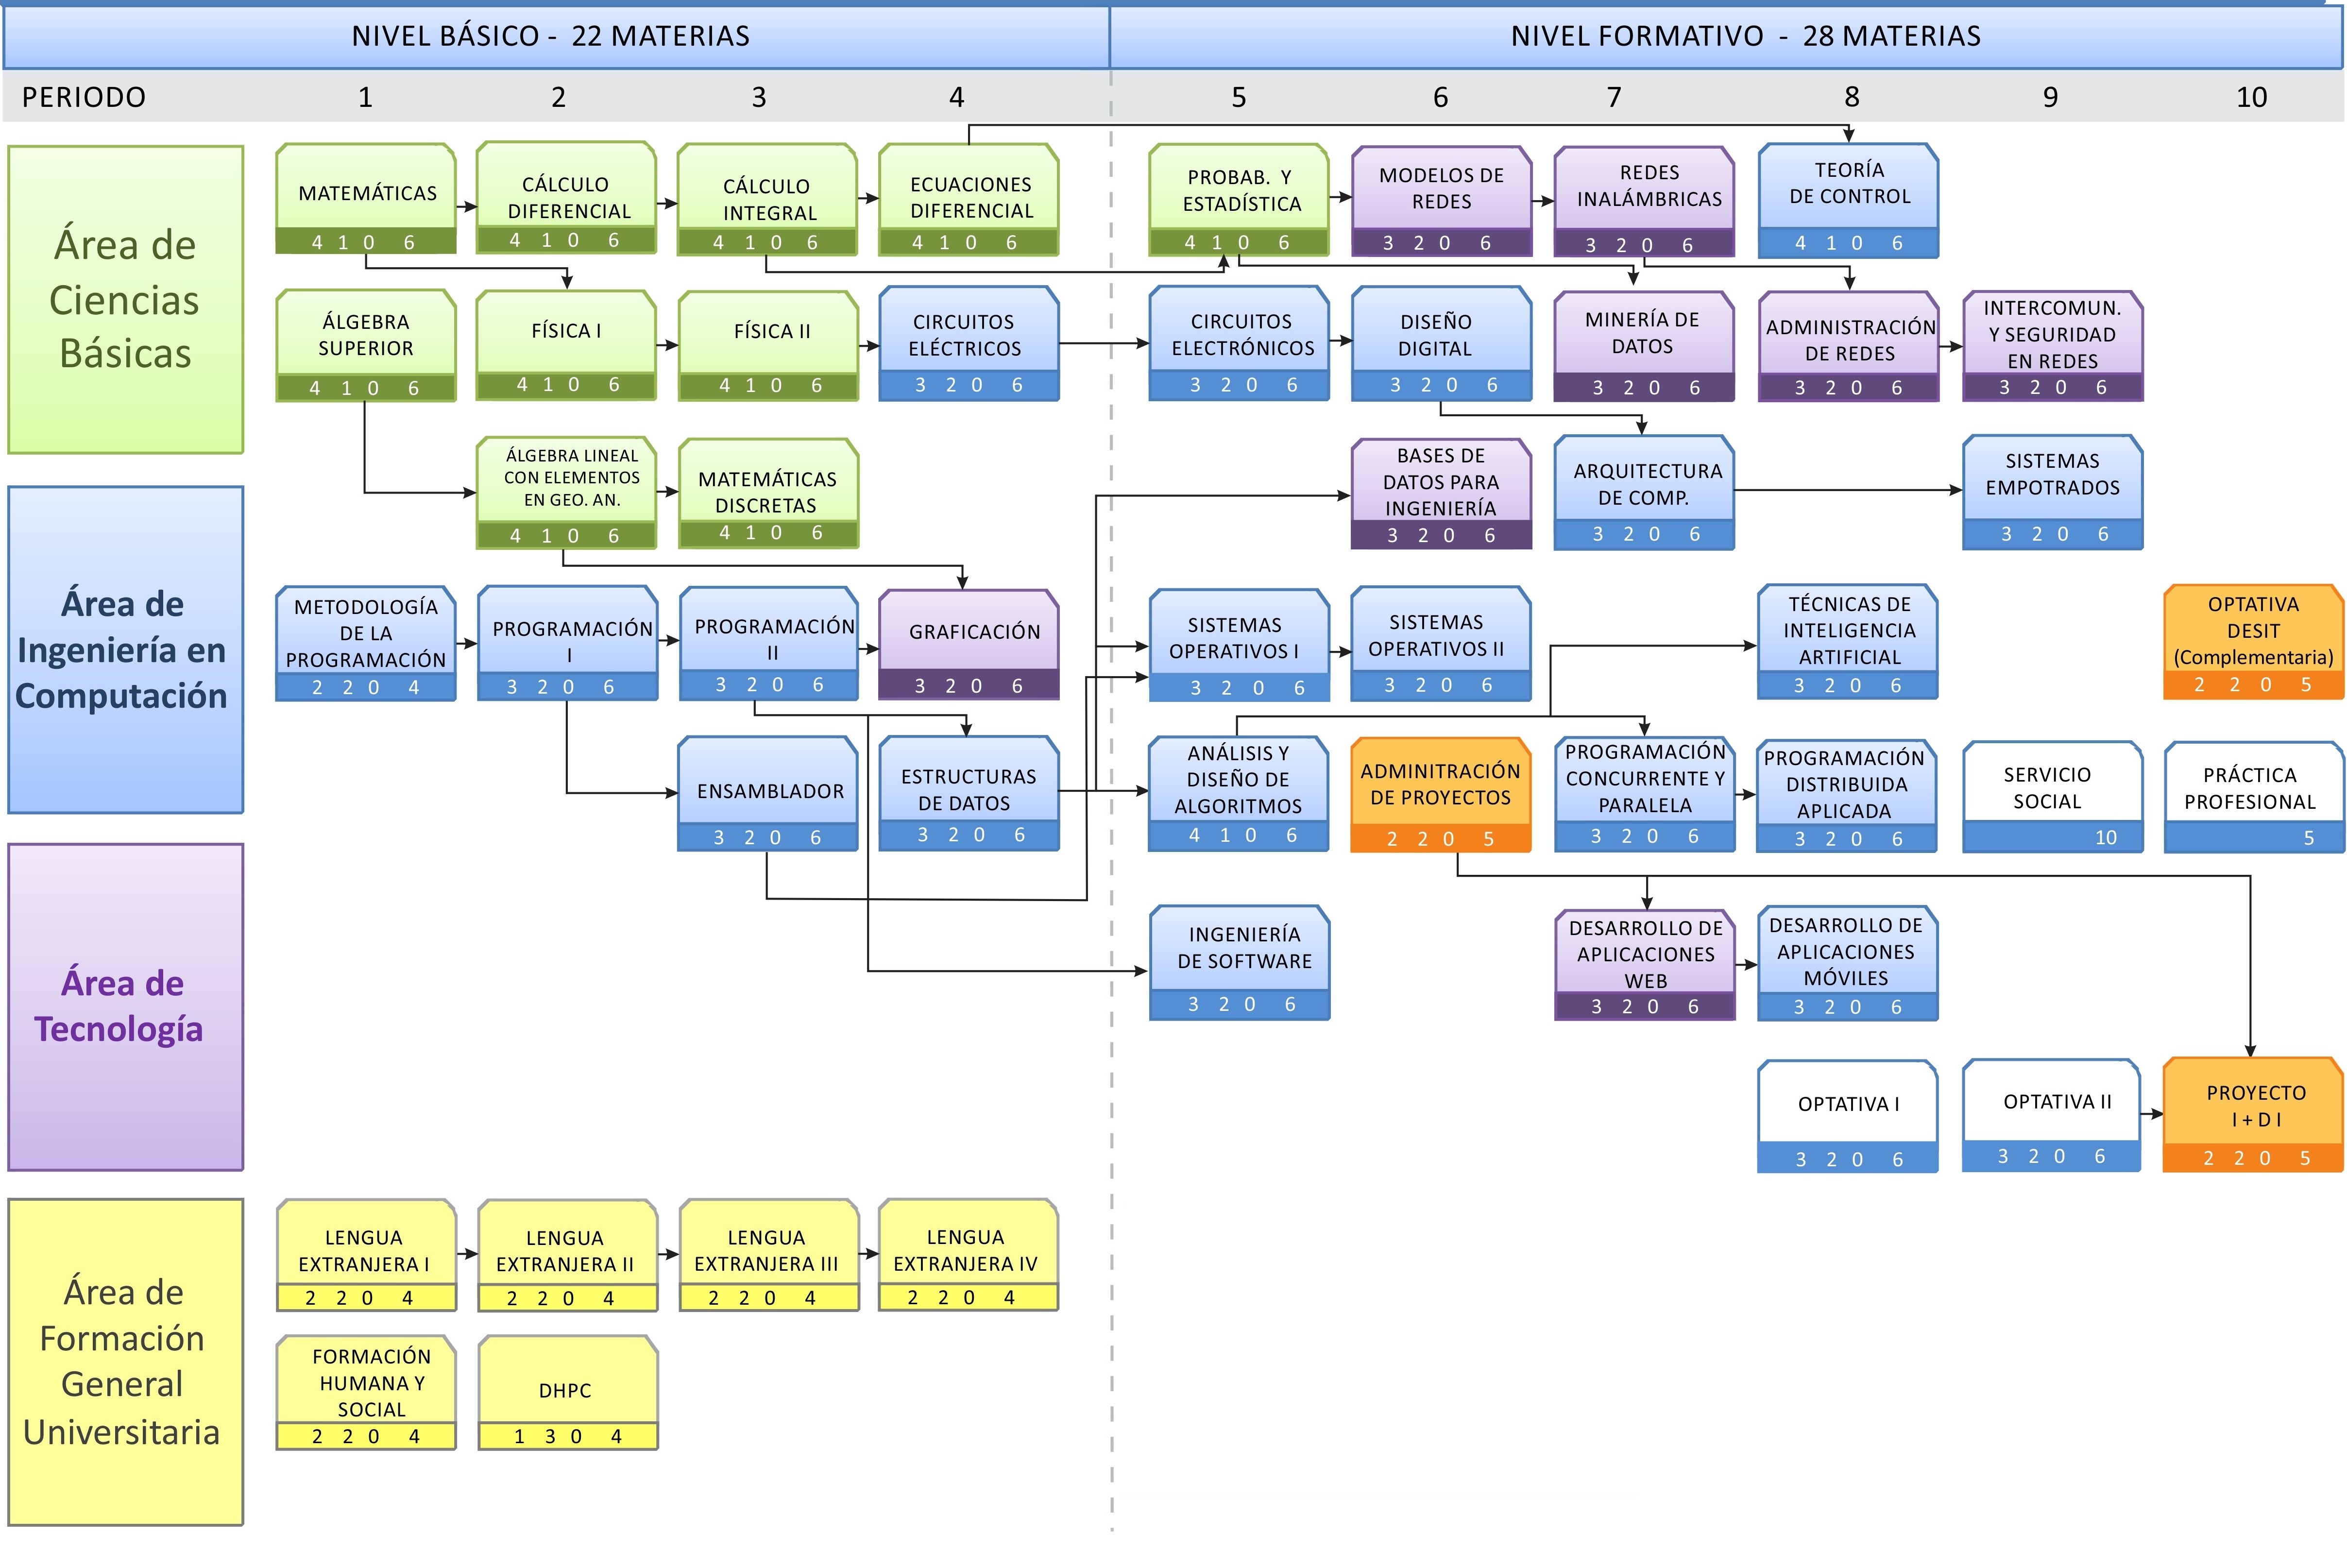 NIVEL BÁSICO - 22 MATERIAS
NIVEL FORMATIVO - 28 MATERIAS
PERIODO 1 2 3 4 5 6 7 8 9 10
Área de
Ciencias
Básicas
MATEMÁTICAS
4 1 0 6
CÁLCULO
DIFERENCIAL
4 1 0 6
CÁLCULO
INTEGRAL
4 1 0 6
ECUACIONES
DIFERENCIAL
4 1 0 6
PROBAB. Y
ESTADÍSTICA
4 1 0 6
MODELOS DE
REDES
3 2 0 6
REDES
INALÁMBRICAS
3 2 0 6
TEORÍA
DE CONTROL
4 1 0 6
ÁLGEBRA
SUPERIOR
4 1 0 6
FÍSICA I
4 1 0 6
FÍSICA II
4 1 0 6
CIRCUITOS
ELÉCTRICOS
3 2 0 6
CIRCUITOS
ELECTRÓNICOS
3 2 0 6
DISEÑO
DIGITAL
3 2 0 6
MINERÍA DE
DATOS
3 2 0 6
ADMINISTRACIÓN
DE REDES
3 2 0 6
INTERCOMUN.
Y SEGURIDAD
EN REDES
3 2 0 6
ÁLGEBRA LINEAL
CON ELEMENTOS
EN GEO. AN.
4 1 0 6
MATEMÁTICAS
DISCRETAS
4 1 0 6
BASES DE
DATOS PARA
INGENIERÍA
3 2 0 6
ARQUITECTURA
DE COMP.
3 2 0 6
SISTEMAS
EMPOTRADOS
3 2 0 6
Área de
Ingeniería en
Computación
METODOLOGÍA
DE LA
PROGRAMACIÓN
2 2 0 4
PROGRAMACIÓN
I
3 2 0 6
PROGRAMACIÓN
II
3 2 0 6
GRAFICACIÓN
3 2 0 6
SISTEMAS
OPERATIVOS I
3 2 0 6
SISTEMAS
OPERATIVOS II
3 2 0 6
TÉCNICAS DE
INTELIGENCIA
ARTIFICIAL
3 2 0 6
OPTATIVA
DESIT
(Complementaria)
2 2 0 5
ENSAMBLADOR
3 2 0 6
ESTRUCTURAS
DE DATOS
3 2 0 6
ANÁLISIS Y
DISEÑO DE
ALGORITMOS
4 1 0 6
ADMINITRACIÓN
DE PROYECTOS
2 2 0 5
PROGRAMACIÓN
CONCURRENTE Y
PARALELA
3 2 0 6
PROGRAMACIÓN
DISTRIBUIDA
APLICADA
3 2 0 6
SERVICIO
SOCIAL
10
PRÁCTICA
PROFESIONAL
5
Área de
Tecnología
INGENIERÍA
DE SOFTWARE
3 2 0 6
DESARROLLO DE
APLICACIONES
WEB
3 2 0 6
DESARROLLO DE
APLICACIONES
MÓVILES
3 2 0 6
OPTATIVA I
3 2 0 6
OPTATIVA II
3 2 0 6
PROYECTO
I + D I
2 2 0 5
Área de
Formación
General
Universitaria
LENGUA
EXTRANJERA I
2 2 0 4
LENGUA
EXTRANJERA II
2 2 0 4
LENGUA
EXTRANJERA III
2 2 0 4
LENGUA
EXTRANJERA IV
2 2 0 4
FORMACIÓN
HUMANA Y
SOCIAL
2 2 0 4
DHPC
1 3 0 4